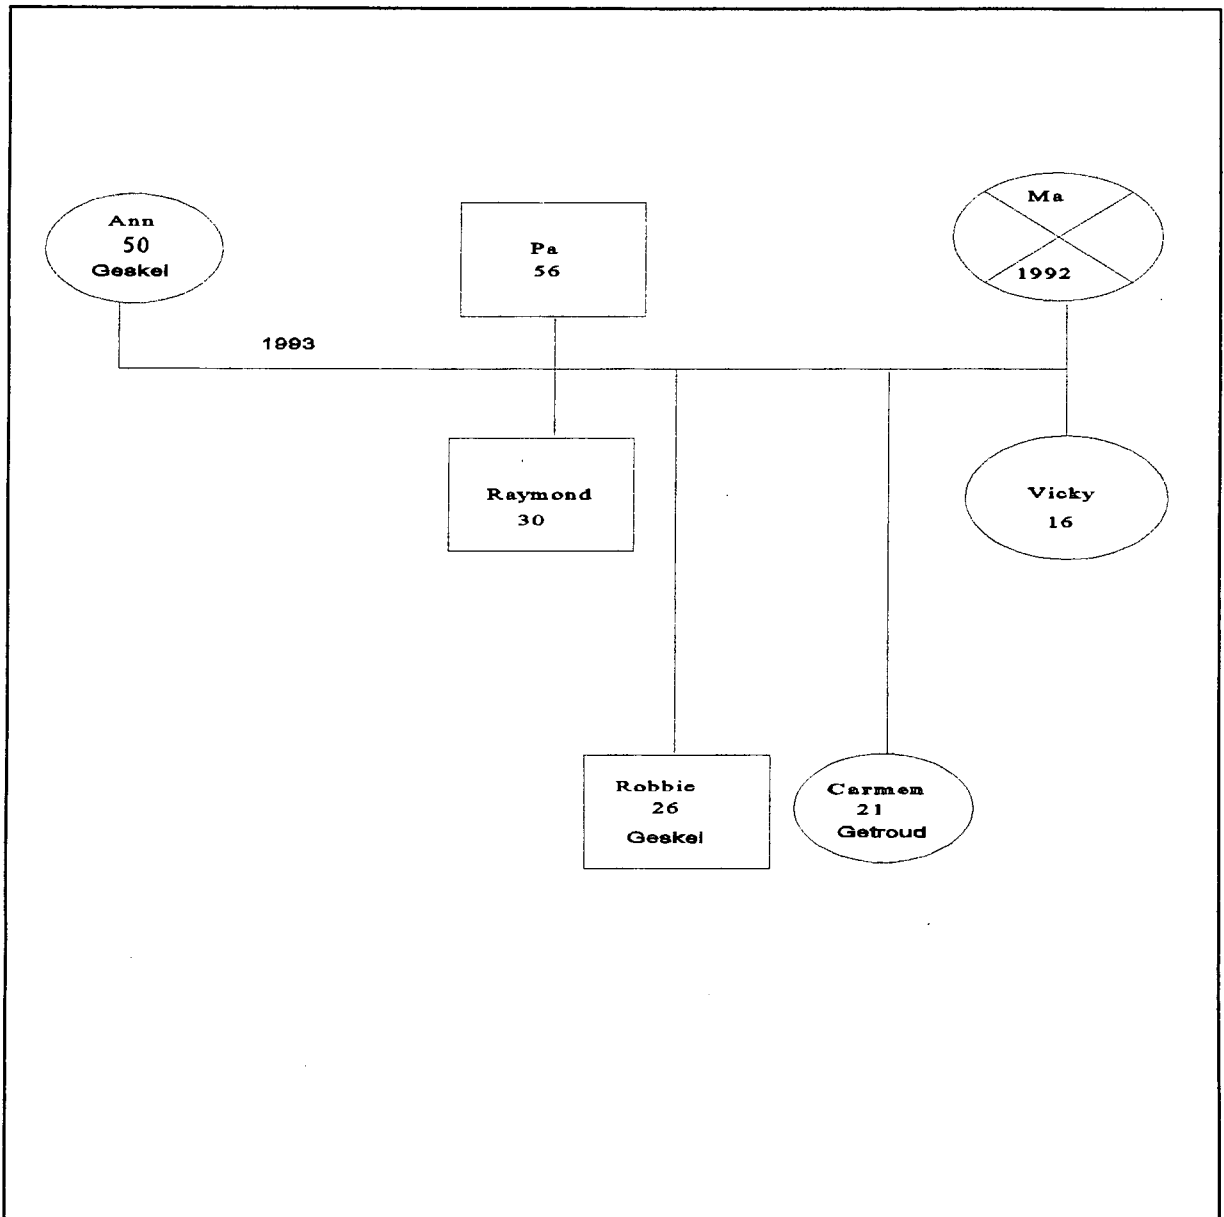 Ann
50
Geskei
Pa
56
Ma
1992
1993
Raymond
30
Vicky
16
Robbie
26
Geskei
Carmen
21
Getroud